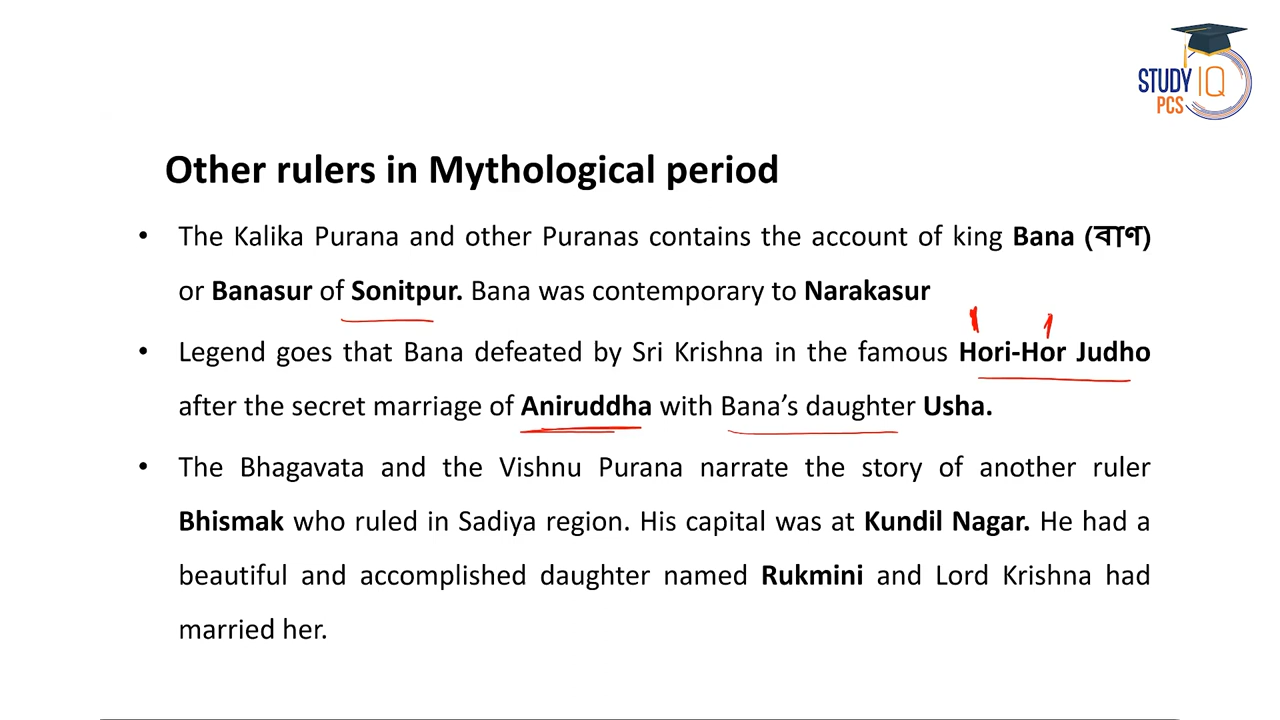 STUDY IQ
PCS
Other rulers in Mythological period
• The Kalika Purana and other Puranas contains the account of king Bana (বাণ)
or Banasur of Sonitpur. Bana was contemporary to Narakasur
• Legend goes that Bana defeated by Sri Krishna in the famous Hori-Hor Judho
after the secret marriage of Aniruddha with Bana’s daughter Usha.
• The Bhagavata and the Vishnu Purana narrate the story of another ruler
Bhismak who ruled in Sadiya region. His capital was at Kundil Nagar. He had a
beautiful and accomplished daughter named Rukmini and Lord Krishna had
married her.